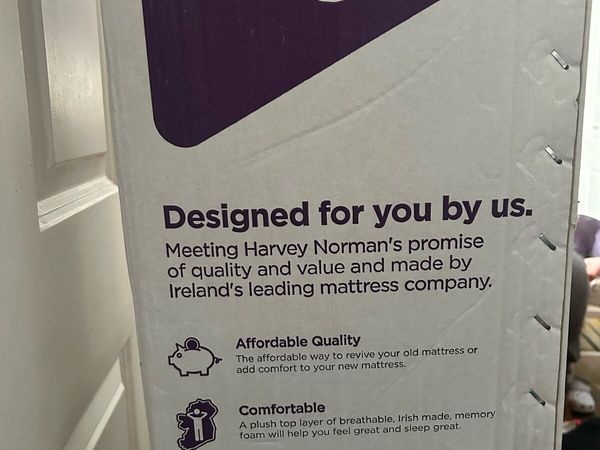 Designed for you by us.
Meeting Harvey Norman's promise
of quality and value and made by
Ireland's leading mattress company.
Affordable Quality
The affordable way to revive your old mattress or
add comfort to your new mattress.
Comfortable
A plush top layer of breathable, Irish made, memory
foam will help you feel great and sleep great.